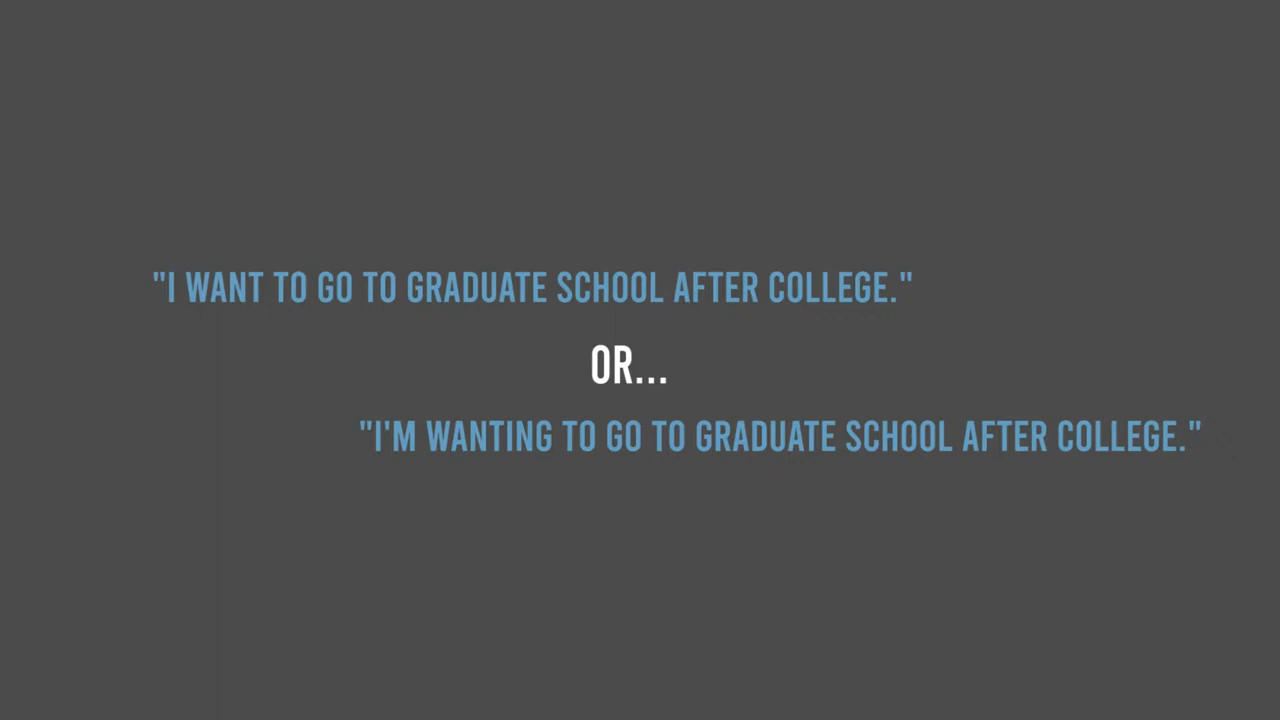 "I WANT TO GO TO GRADUATE SCHOOL AFTER COLLEGE."
OR...
"I'M WANTING TO GO TO GRADUATE SCHOOL AFTER COLLEGE."